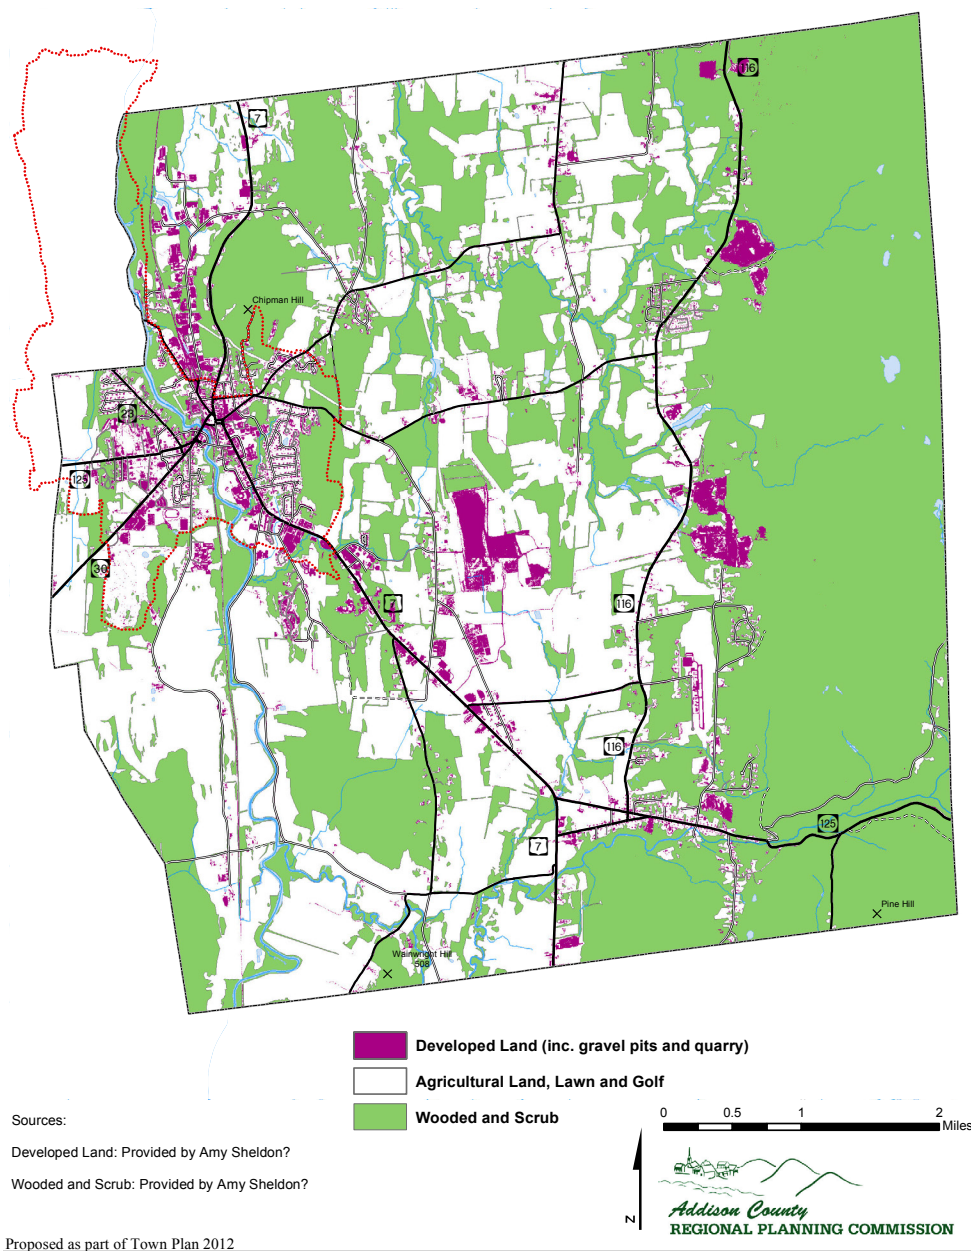 116
7
Chipman Hill
23
125
30
7
116
116
125
7
Pine Hill
Wainwright Hill
508
Developed Land (inc. gravel pits and quarry)
Agricultural Land, Lawn and Golf
Wooded and Scrub
Sources:
Developed Land: Provided by Amy Sheldon?
Wooded and Scrub: Provided by Amy Sheldon?
0 0.5 1 2
Miles
N
Addison County
REGIONAL PLANNING COMMISSION
Proposed as part of Town Plan 2012